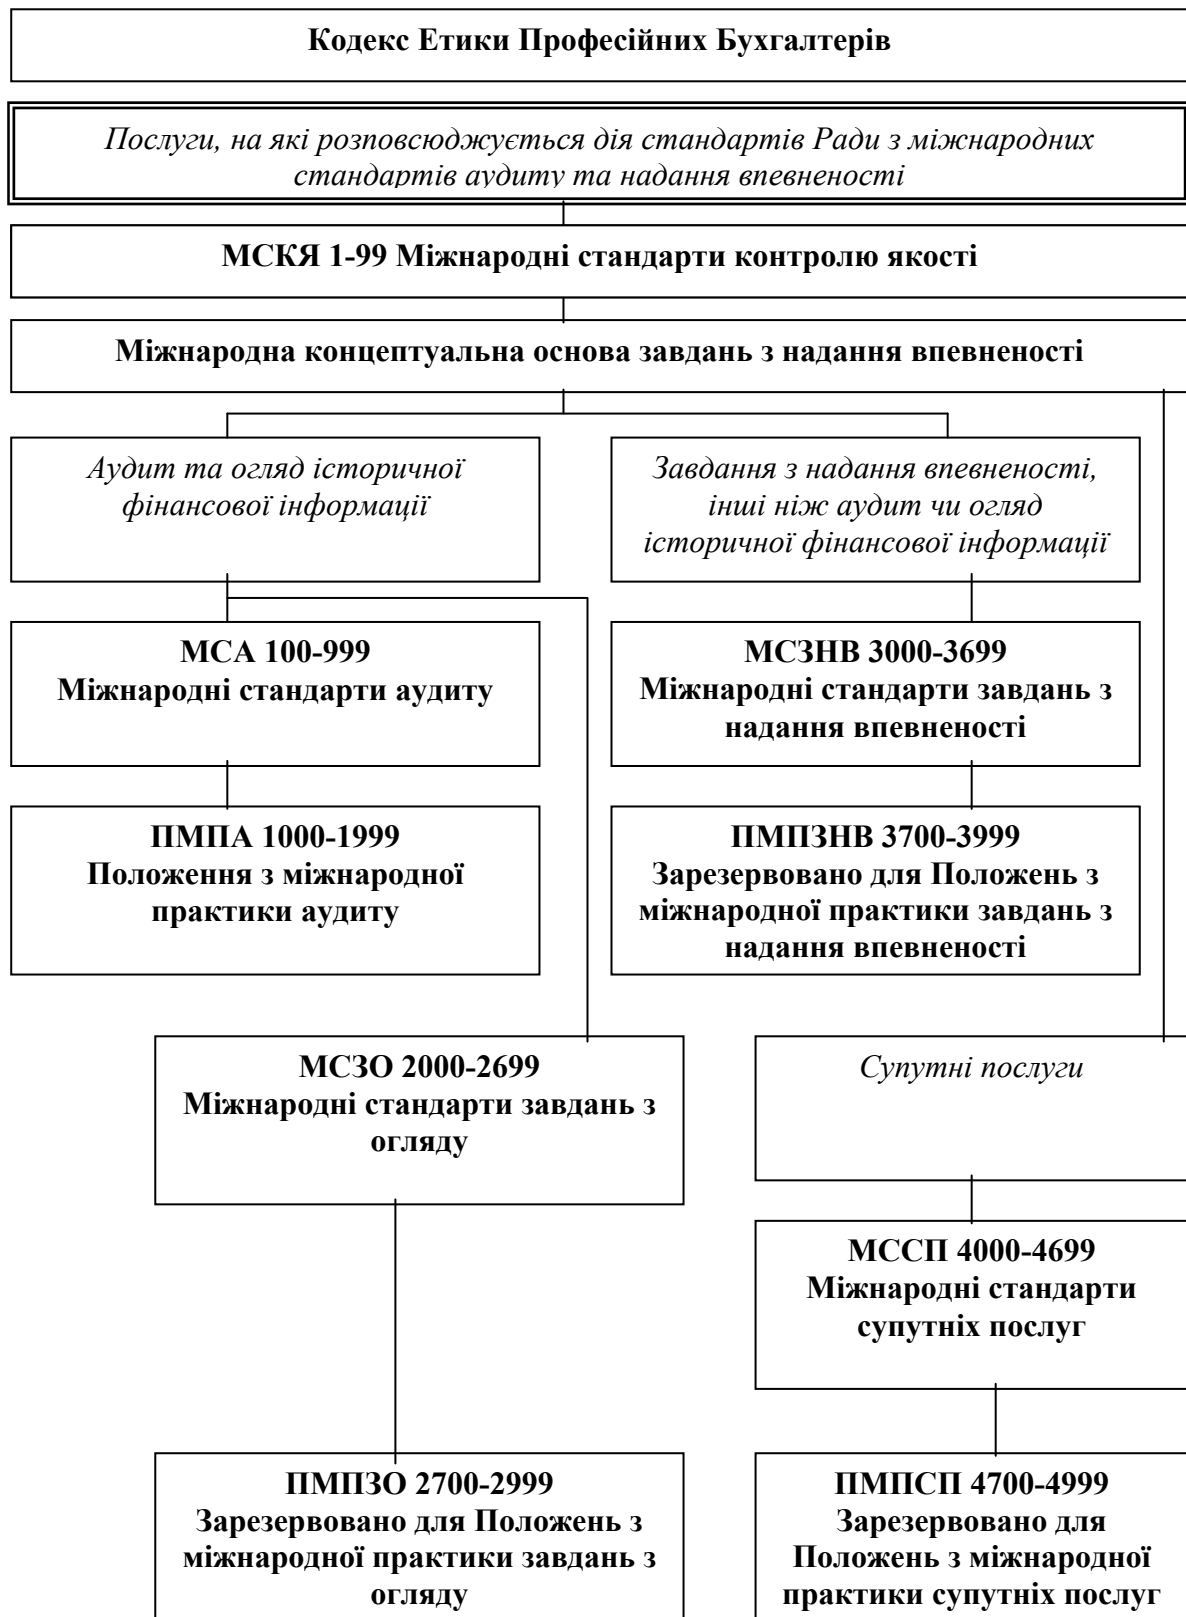 Кодекс Етики Професійних Бухгалтерів
Послуги, на які розповсюджується дія стандартів Ради з міжнародних
стандартів аудиту та надання впевненості
МСКЯ 1-99 Міжнародні стандарти контролю якості
Міжнародна концептуальна основа завдань з надання впевненості
Аудит та огляд історичної
фінансової інформації
Завдання з надання впевненості,
інші ніж аудит чи огляд
історичної фінансової інформації
МСА 100-999
Міжнародні стандарти аудиту
МСЗНВ 3000-3699
Міжнародні стандарти завдань з
надання впевненості
ПМПА 1000-1999
Положення з міжнародної
практики аудиту
ПМПЗНВ 3700-3999
Зарезервовано для Положень з
міжнародної практики завдань з
надання впевненості
МСЗО 2000-2699
Міжнародні стандарти завдань з
огляду
Супутні послуги
МССП 4000-4699
Міжнародні стандарти
супутніх послуг
ПМПЗО 2700-2999
Зарезервовано для Положень з
міжнародної практики завдань з
огляду
ПМПСП 4700-4999
Зарезервовано для
Положень з міжнародної
практики супутніх послуг